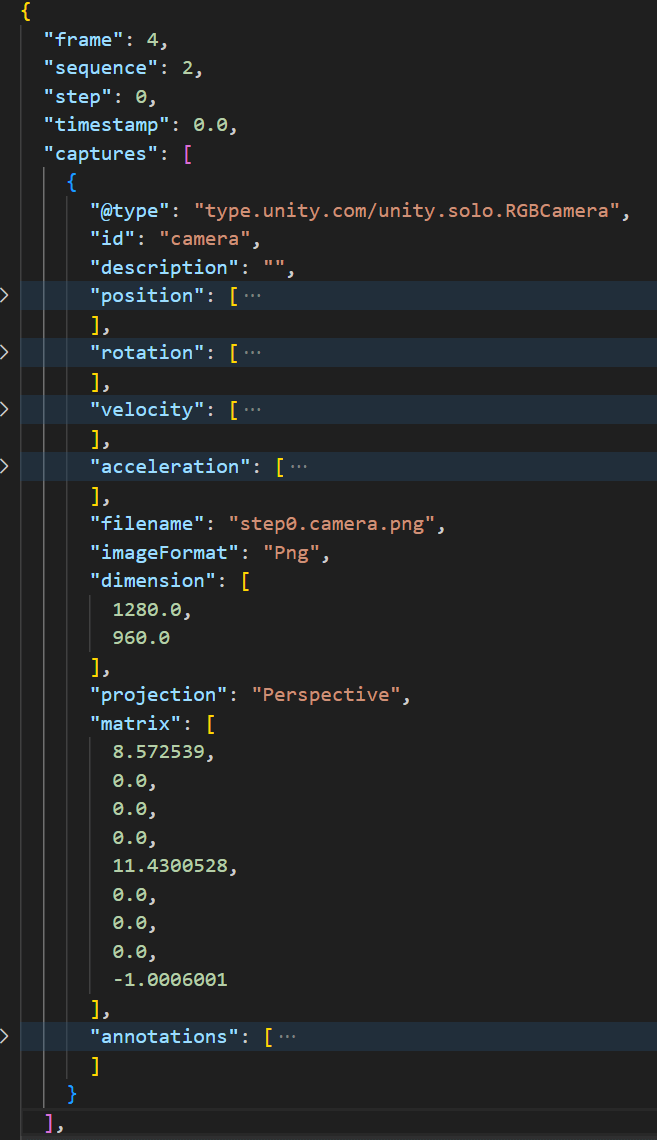 {
"frame": 4,
"sequence": 2,
"step": 0,
"timestamp": 0.0,
"captures": [
{
"@type": "type.unity.com/unity.solo.RGBCamera",
"id": "camera",
"description": "",
"position": [ ···
],
"rotation": [ ···
],
"velocity": [ ···
],
"acceleration": [ ···
],
"filename": "step0.camera.png",
"imageFormat": "Png",
"dimension": [
1280.0,
960.0
],
"projection": "Perspective",
"matrix": [
8.572539,
0.0,
0.0,
0.0,
11.4300528,
0.0,
0.0,
0.0,
-1.0006001
],
"annotations": [ ···
]
}
],